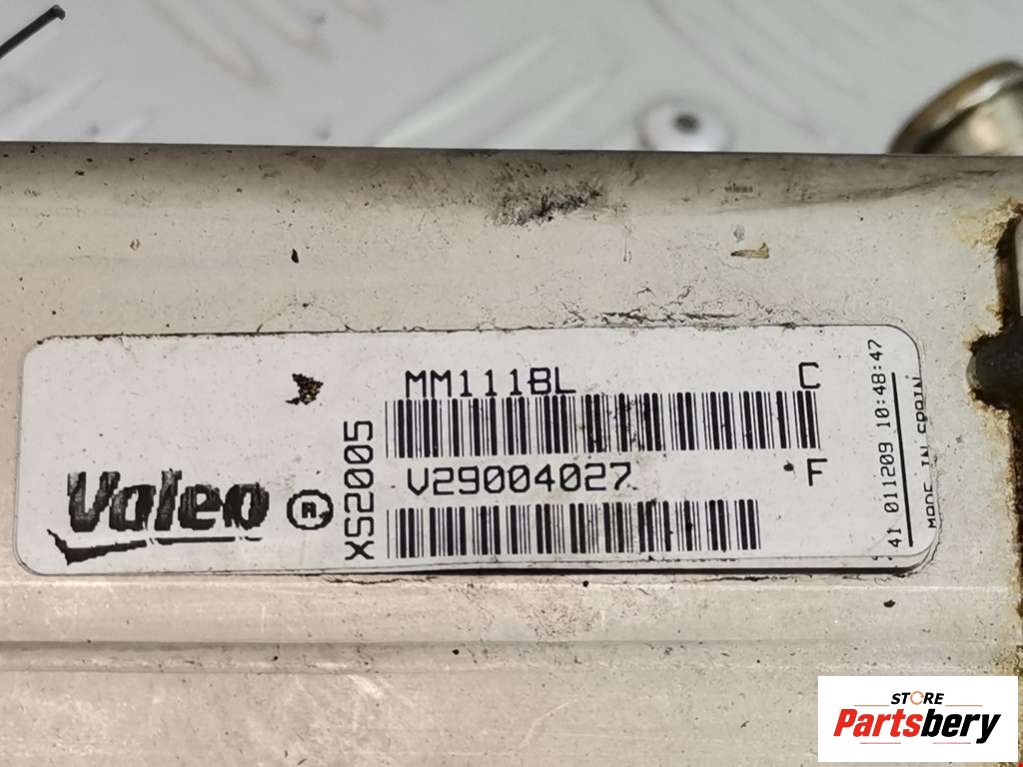 MM111BL C
V29004027 F
XS2005
Valeo ®
41 011209 10:48:47
MADE IN SPAIN
STORE
Partsbery